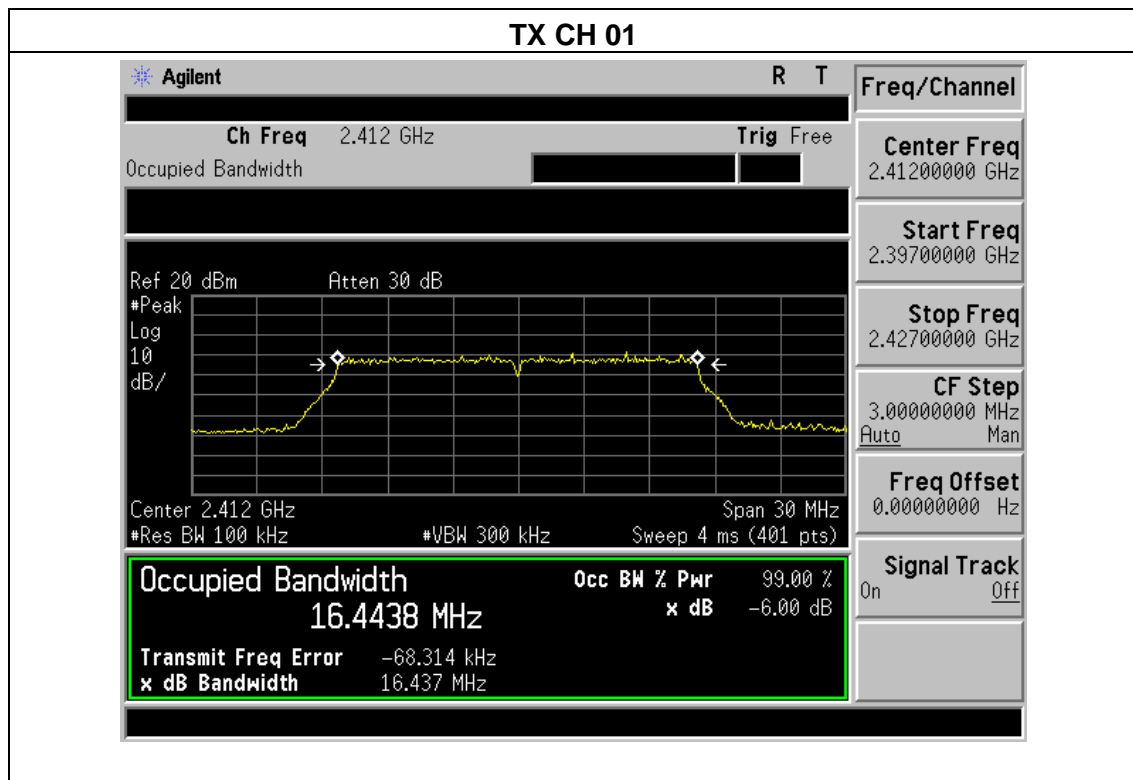 TX CH 01
Agilent R T
Ch Freq 2.412 GHz Trig Free
Occupied Bandwidth
Ref 20 dBm Atten 30 dB
#Peak
Log
10
dB/
Center 2.412 GHz Span 30 MHz
#Res BW 100 kHz #VBW 300 kHz Sweep 4 ms (401 pts)
Occupied Bandwidth Occ BW % Pwr 99.00 %
16.4438 MHz x dB -6.00 dB
Transmit Freq Error -68.314 kHz
x dB Bandwidth 16.437 MHz
Freq/Channel
Center Freq
2.41200000 GHz
Start Freq
2.39700000 GHz
Stop Freq
2.42700000 GHz
CF Step
3.00000000 MHz
Auto Man
Freq Offset
0.00000000 Hz
Signal Track
On Off